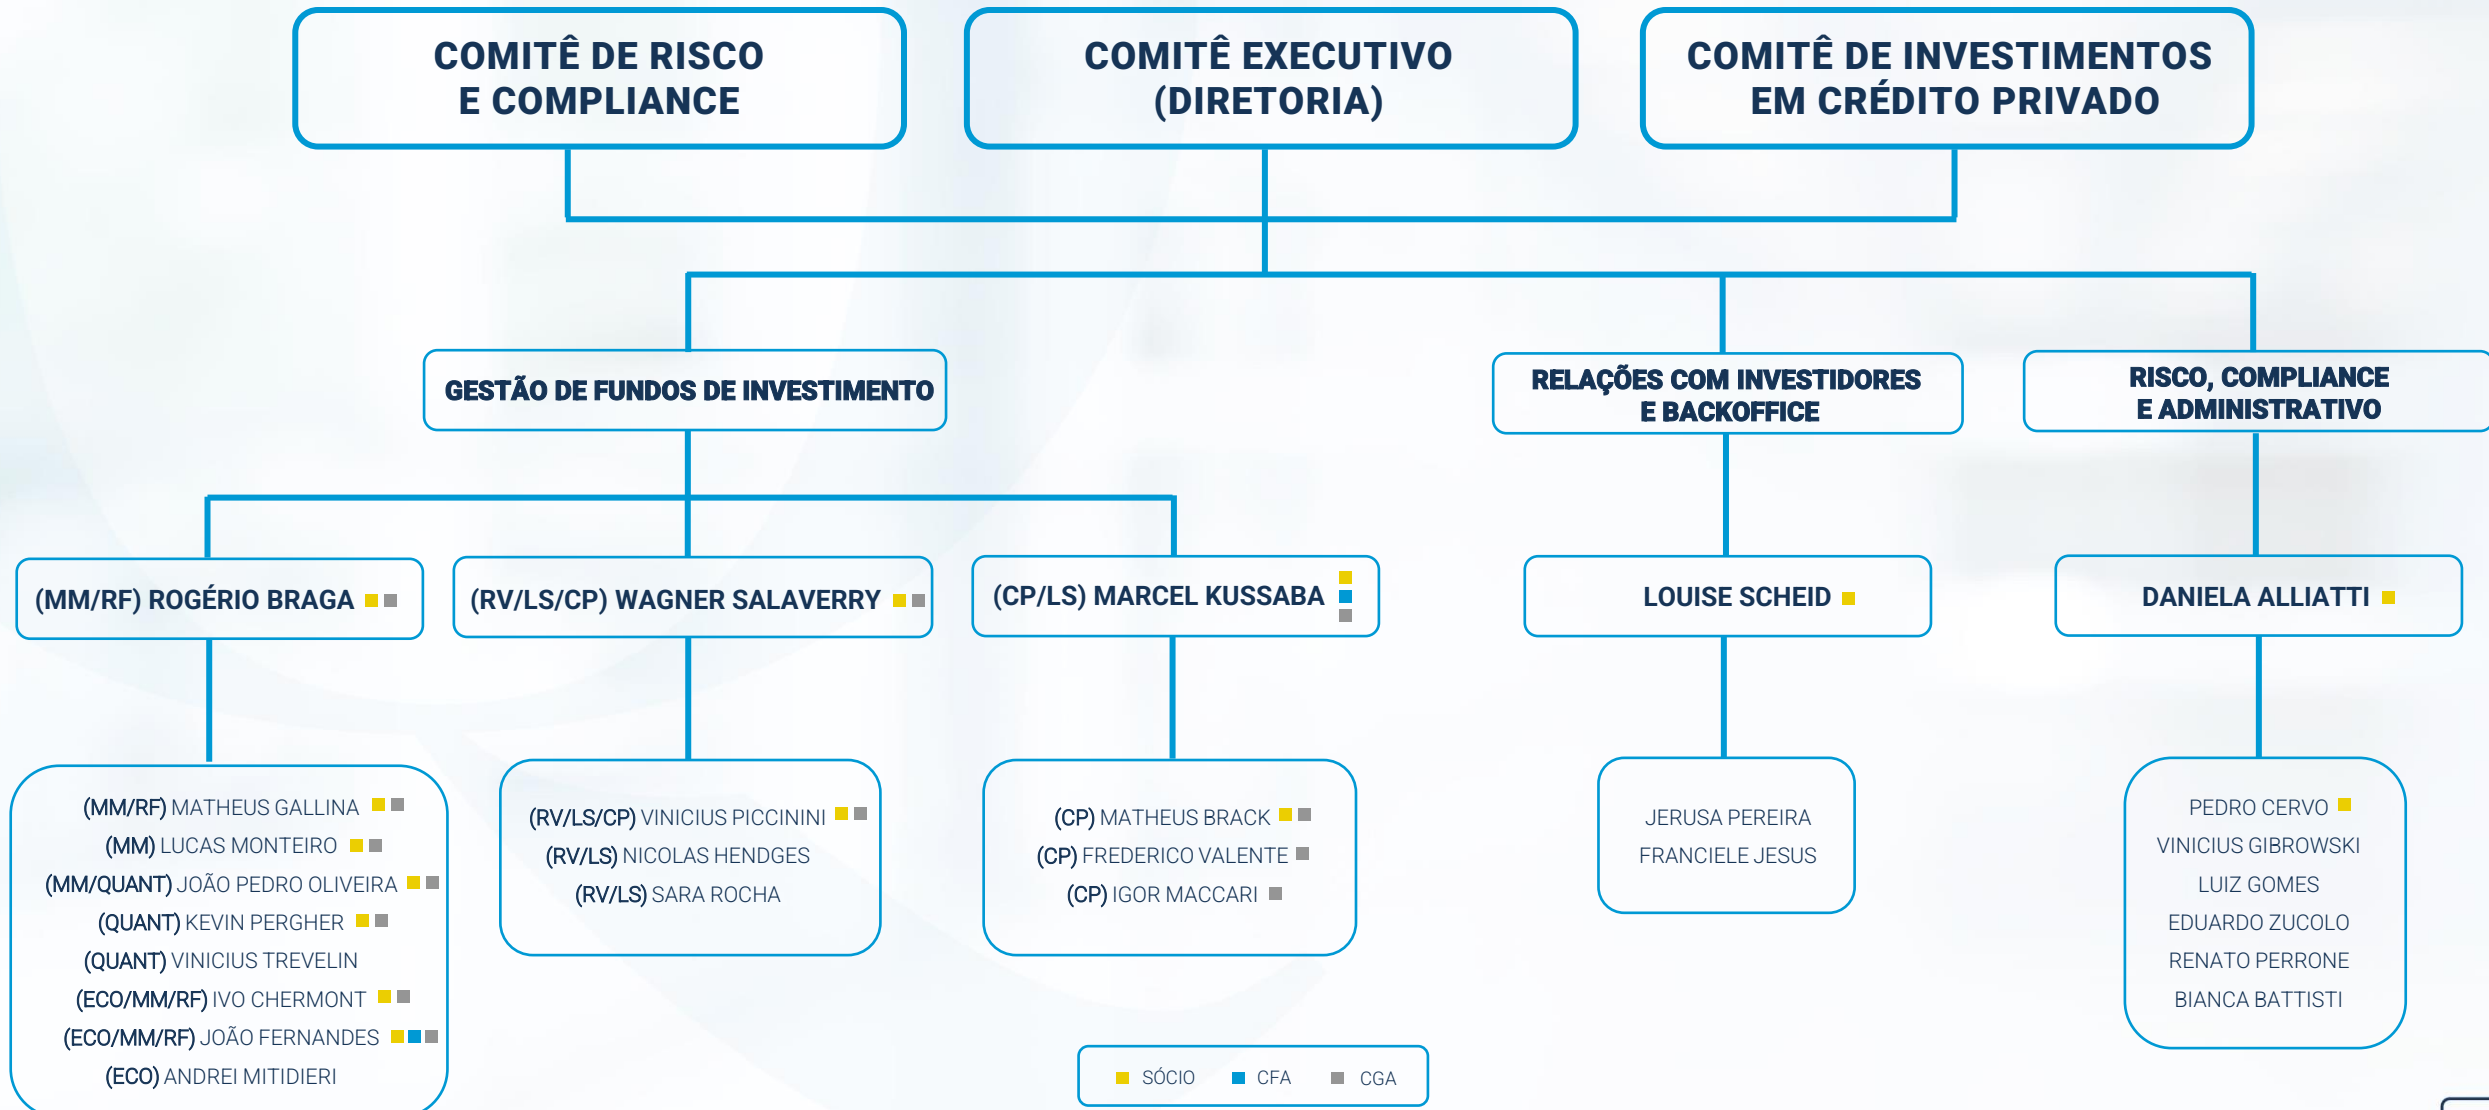 COMITÊ DE RISCO
E COMPLIANCE
COMITÊ EXECUTIVO
(DIRETORIA)
COMITÊ DE INVESTIMENTOS
EM CRÉDITO PRIVADO
GESTÃO DE FUNDOS DE INVESTIMENTO
RELAÇÕES COM INVESTIDORES
E BACKOFFICE
RISCO, COMPLIANCE
E ADMINISTRATIVO
(MM/RF) ROGÉRIO BRAGA
(RV/LS/CP) WAGNER SALAVERRY
(CP/LS) MARCEL KUSSABA
LOUISE SCHEID
DANIELA ALLIATTI
(MM/RF) MATHEUS GALLINA
(MM) LUCAS MONTEIRO
(MM/QUANT) JOÃO PEDRO OLIVEIRA
(QUANT) KEVIN PERGHER
(QUANT) VINICIUS TREVELIN
(ECO/MM/RF) IVO CHERMONT
(ECO/MM/RF) JOÃO FERNANDES
(ECO) ANDREI MITIDIERI
(RV/LS/CP) VINICIUS PICCININI
(RV/LS) NICOLAS HENDGES
(RV/LS) SARA ROCHA
(CP) MATHEUS BRACK
(CP) FREDERICO VALENTE
(CP) IGOR MACCARI
JERUSA PEREIRA
FRANCIELE JESUS
PEDRO CERVO
VINICIUS GIBROWSKI
LUIZ GOMES
EDUARDO ZUCOLO
RENATO PERRONE
BIANCA BATTISTI
SÓCIO CFA CGA